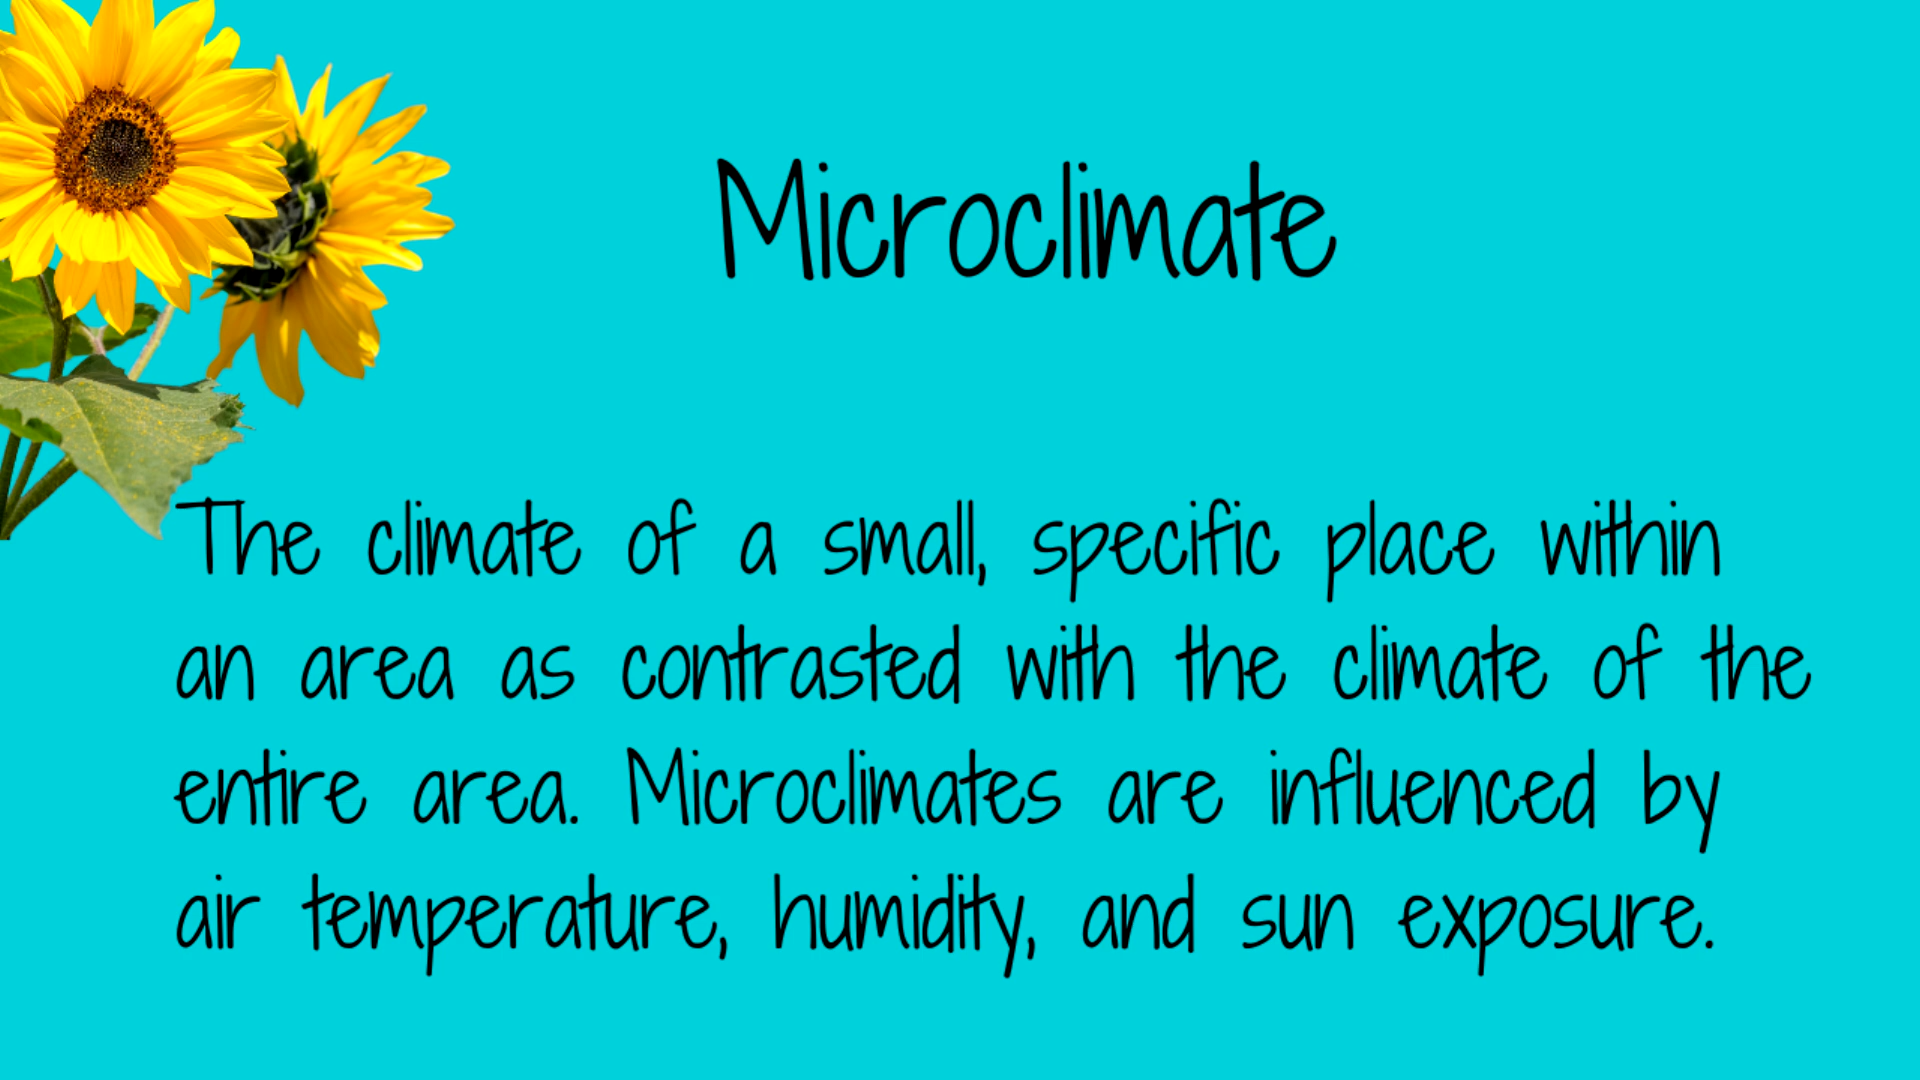 Microclimate
The climate of a small, specific place within
an area as contrasted with the climate of the
entire area. Microclimates are influenced by
air temperature, humidity, and sun exposure.